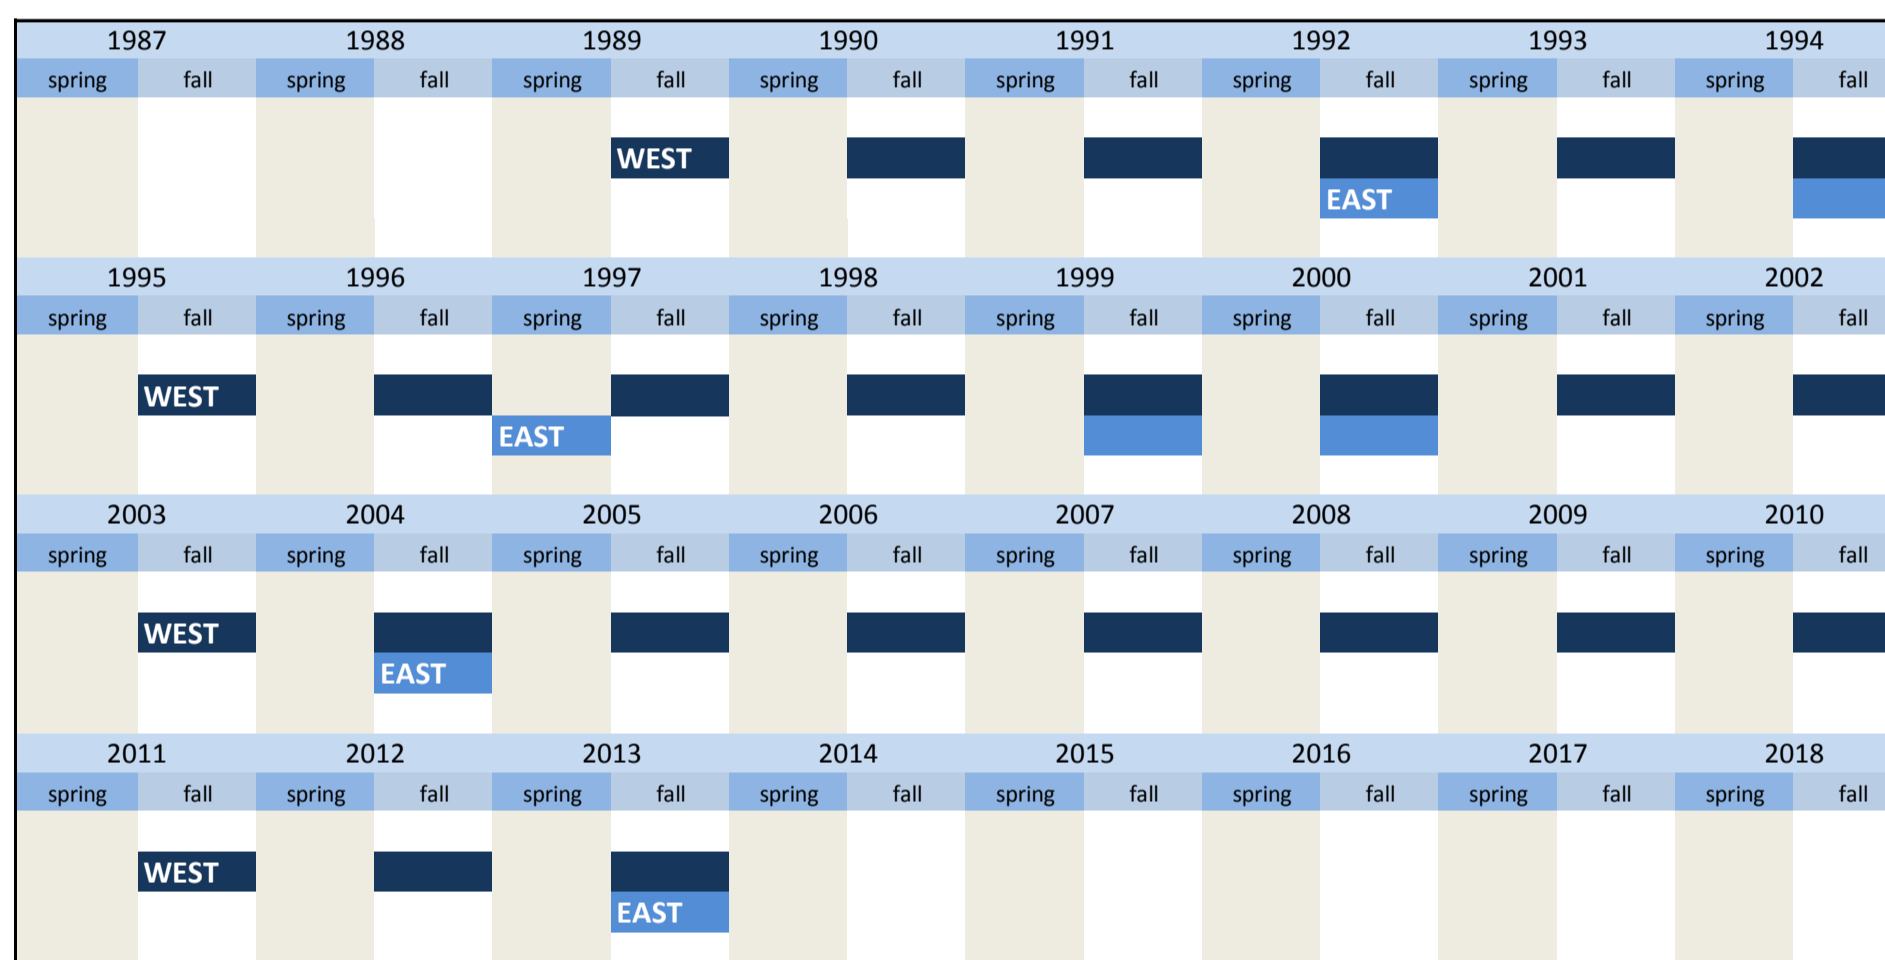 1987 1988 1989 1990 1991 1992 1993 1994
spring fall spring fall spring fall spring fall spring fall spring fall spring fall spring fall
WEST
EAST
1995 1996 1997 1998 1999 2000 2001 2002
spring fall spring fall spring fall spring fall spring fall spring fall spring fall spring fall
WEST
EAST
2003 2004 2005 2006 2007 2008 2009 2010
spring fall spring fall spring fall spring fall spring fall spring fall spring fall spring fall
WEST
EAST
2011 2012 2013 2014 2015 2016 2017 2018
spring fall spring fall spring fall spring fall spring fall spring fall spring fall spring fall
WEST
EAST